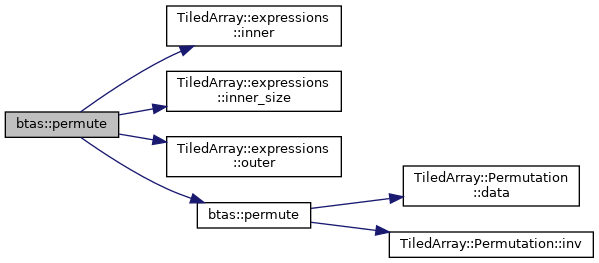 TiledArray::expressions
::inner
TiledArray::expressions
::inner_size
btas::permute
TiledArray::expressions
::outer
TiledArray::Permutation
::data
btas::permute
TiledArray::Permutation::inv